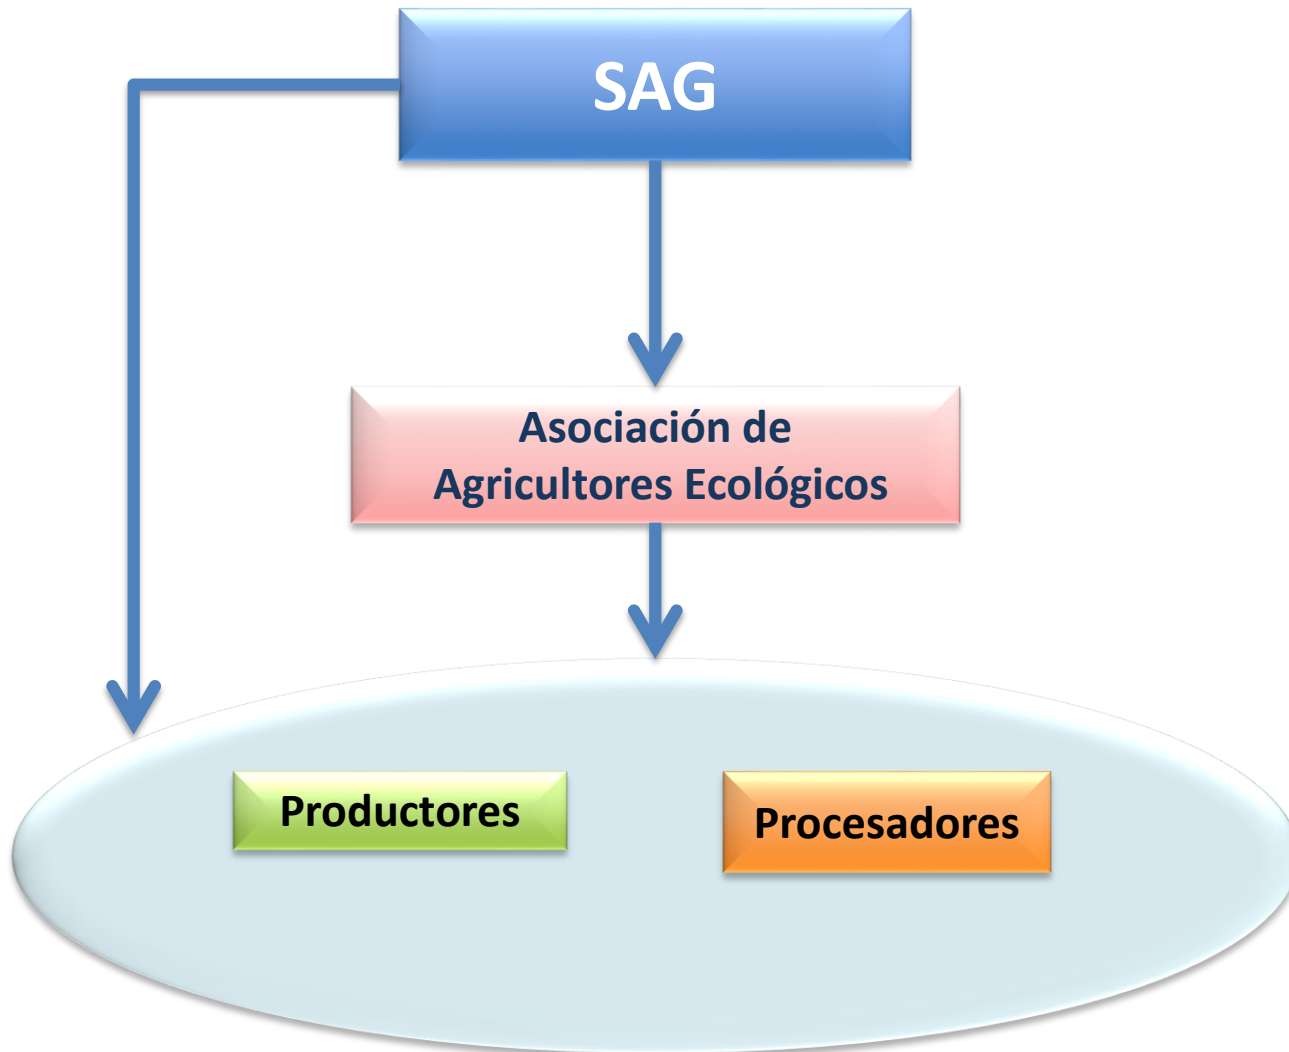 SAG
Asociación de
Agricultores Ecológicos
Productores
Procesadores